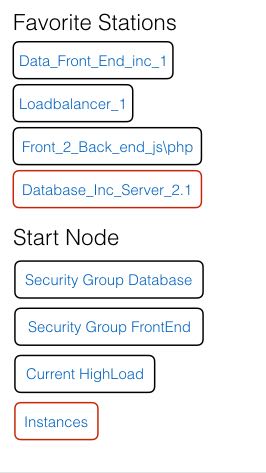 Favorite Stations
Data_Front_End_inc_1
Loadbalancer_1
Front_2_Back_end_js\php
Database_Inc_Server_2.1
Start Node
Security Group Database
Security Group FrontEnd
Current HighLoad
Instances